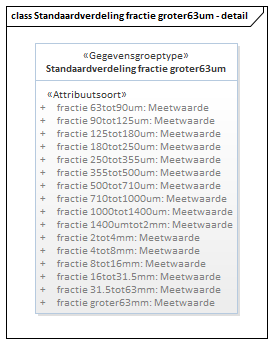 class Standaardverdeling fractie groter63um - detail
«Gegevensgroeptype»
Standaardverdeling fractie groter63um
«Attribuutsoort»
+ fractie 63tot90um: Meetwaarde
+ fractie 90tot125um: Meetwaarde
+ fractie 125tot180um: Meetwaarde
+ fractie 180tot250um: Meetwaarde
+ fractie 250tot355um: Meetwaarde
+ fractie 355tot500um: Meetwaarde
+ fractie 500tot710um: Meetwaarde
+ fractie 710tot1000um: Meetwaarde
+ fractie 1000tot1400um: Meetwaarde
+ fractie 1400umtot2mm: Meetwaarde
+ fractie 2tot4mm: Meetwaarde
+ fractie 4tot8mm: Meetwaarde
+ fractie 8tot16mm: Meetwaarde
+ fractie 16tot31.5mm: Meetwaarde
+ fractie 31.5tot63mm: Meetwaarde
+ fractie groter63mm: Meetwaarde